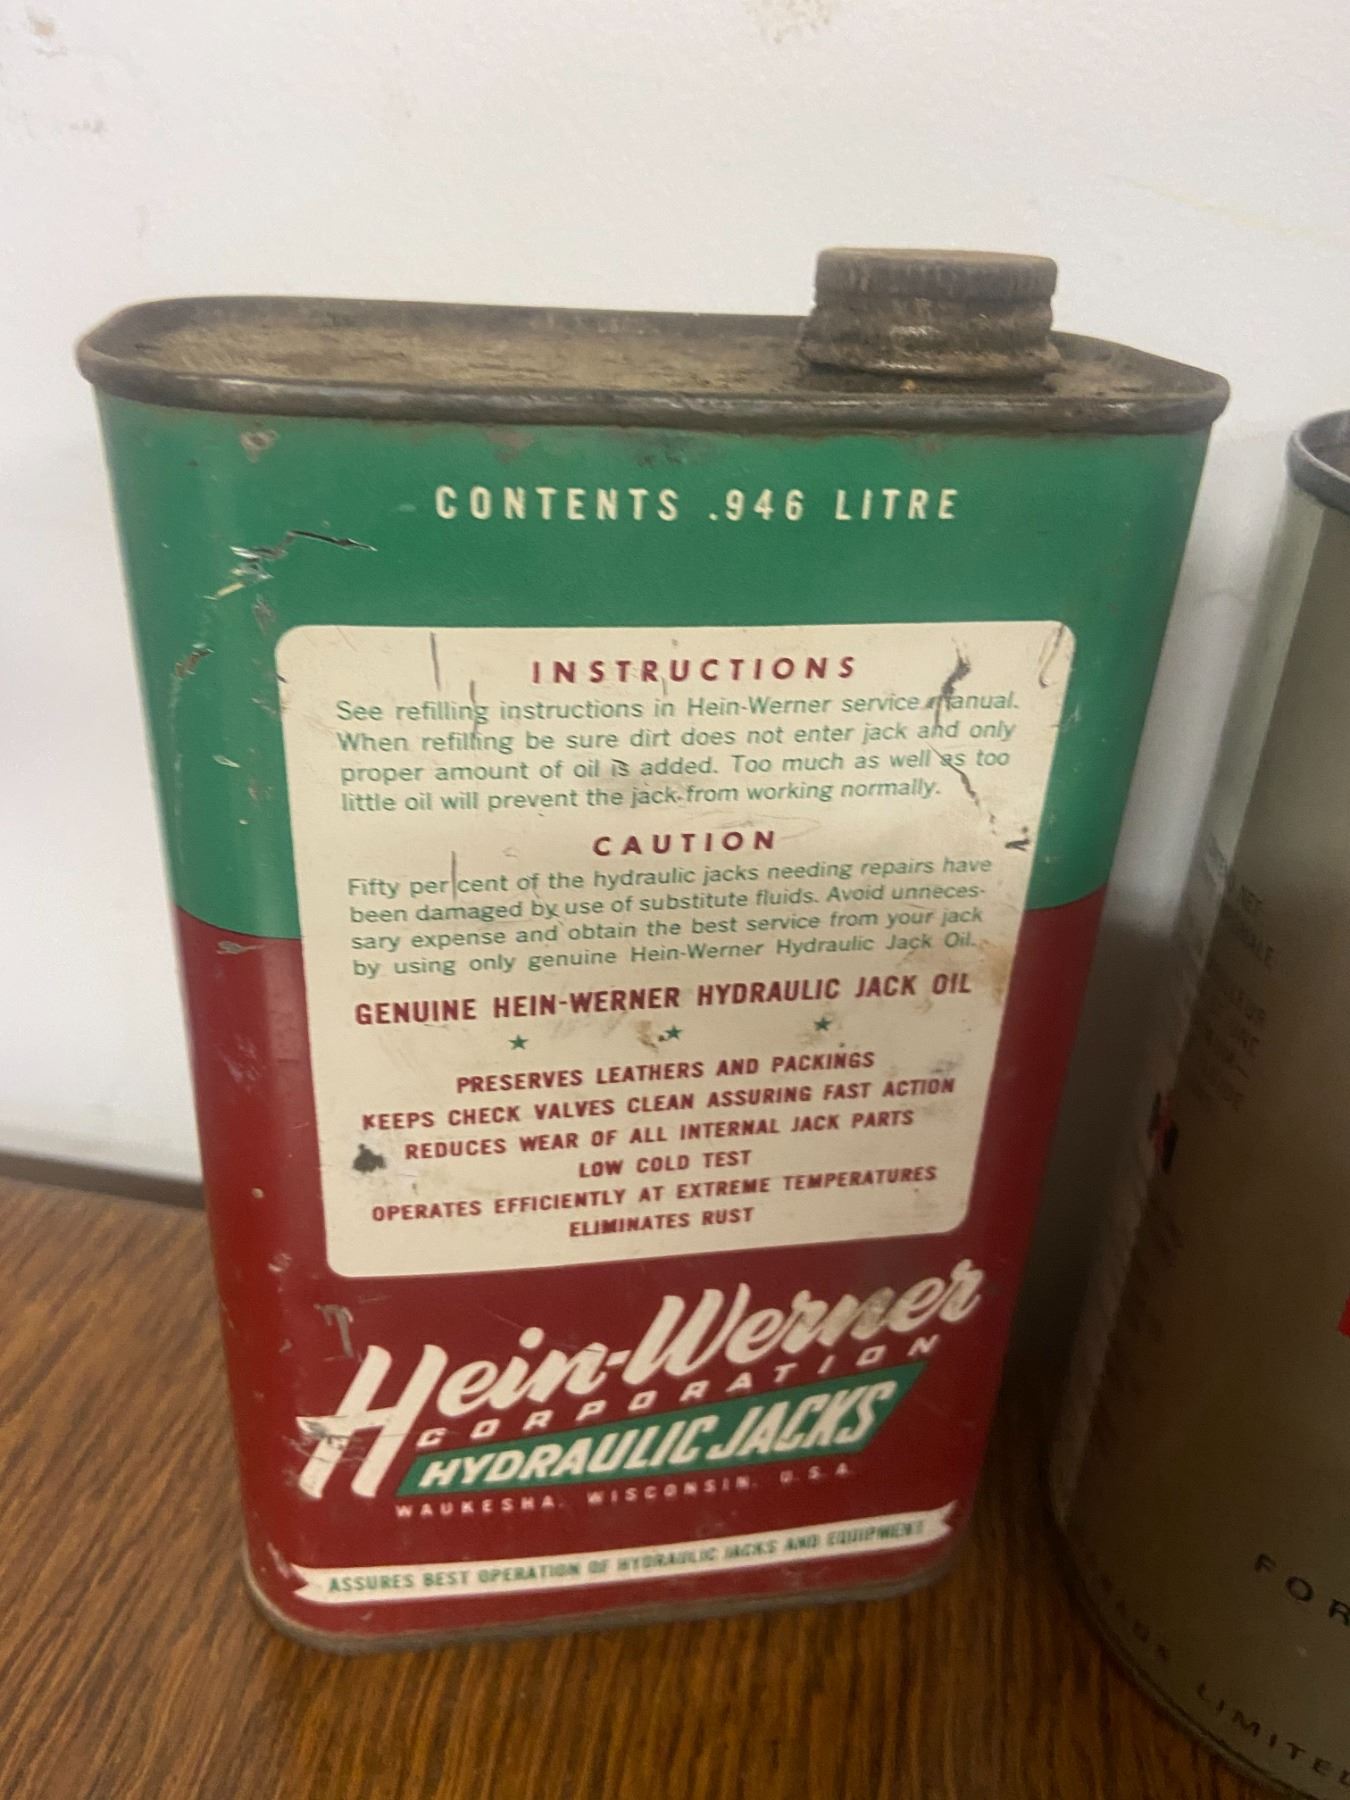 CONTENTS .946 LITRE
INSTRUCTIONS
See refilling instructions in Hein-Werner service manual.
When refilling be sure dirt does not enter jack and only
proper amount of oil is added. Too much as well as too
little oil will prevent the jack from working normally.
CAUTION
Fifty per cent of the hydraulic jacks needing repairs have
been damaged by use of substitute fluids. Avoid unneces-
sary expense and obtain the best service from your jack
by using only genuine Hein-Werner Hydraulic Jack Oil.
GENUINE HEIN-WERNER HYDRAULIC JACK OIL
PRESERVES LEATHERS AND PACKINGS
KEEPS CHECK VALVES CLEAN ASSURING FAST ACTION
REDUCES WEAR OF ALL INTERNAL JACK PARTS
LOW COLD TEST
OPERATES EFFICIENTLY AT EXTREME TEMPERATURES
ELIMINATES RUST
Hein-Werner
CORPORATION
HYDRAULIC JACKS
WAUKESHA, WISCONSIN, U.S.A.
ASSURES BEST OPERATION OF HYDRAULIC JACKS AND EQUIPMENT
NET
FOR
LIMITED